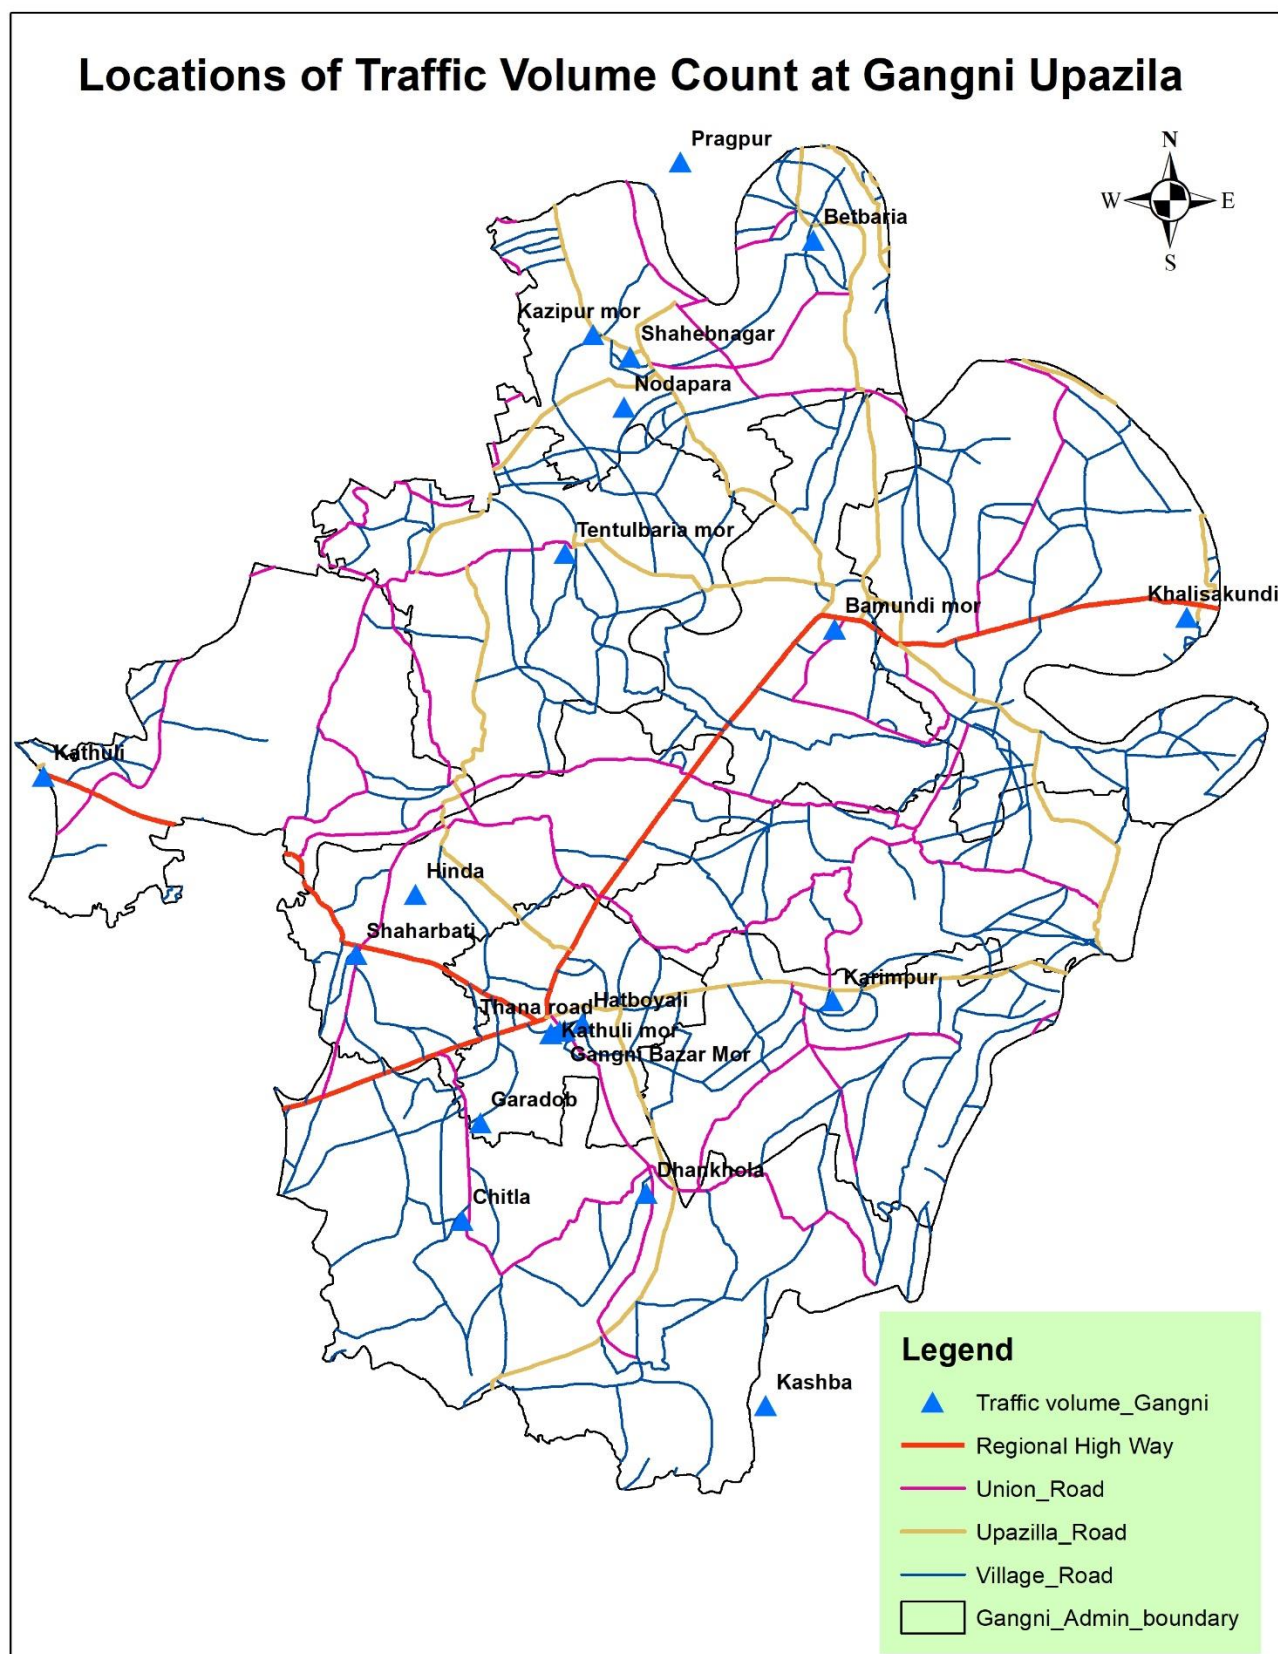 Locations of Traffic Volume Count at Gangni Upazila
Pragpur
N
W
E
S
Betbaria
Kazipur mor
Shahebnagar
Nodapara
Tentulbaria mor
Khalisakundi
Bamundi mor
Kathuli
Hinda
Shaharbati
Karimpur
Hatboyali
Thana road
Kathuli mor
Gangni Bazar Mor
Garadob
Dhankhola
Chitla
Kashba
Legend
Traffic volume_Gangni
Regional High Way
Union_Road
Upazilla_Road
Village_Road
Gangni_Admin_boundary